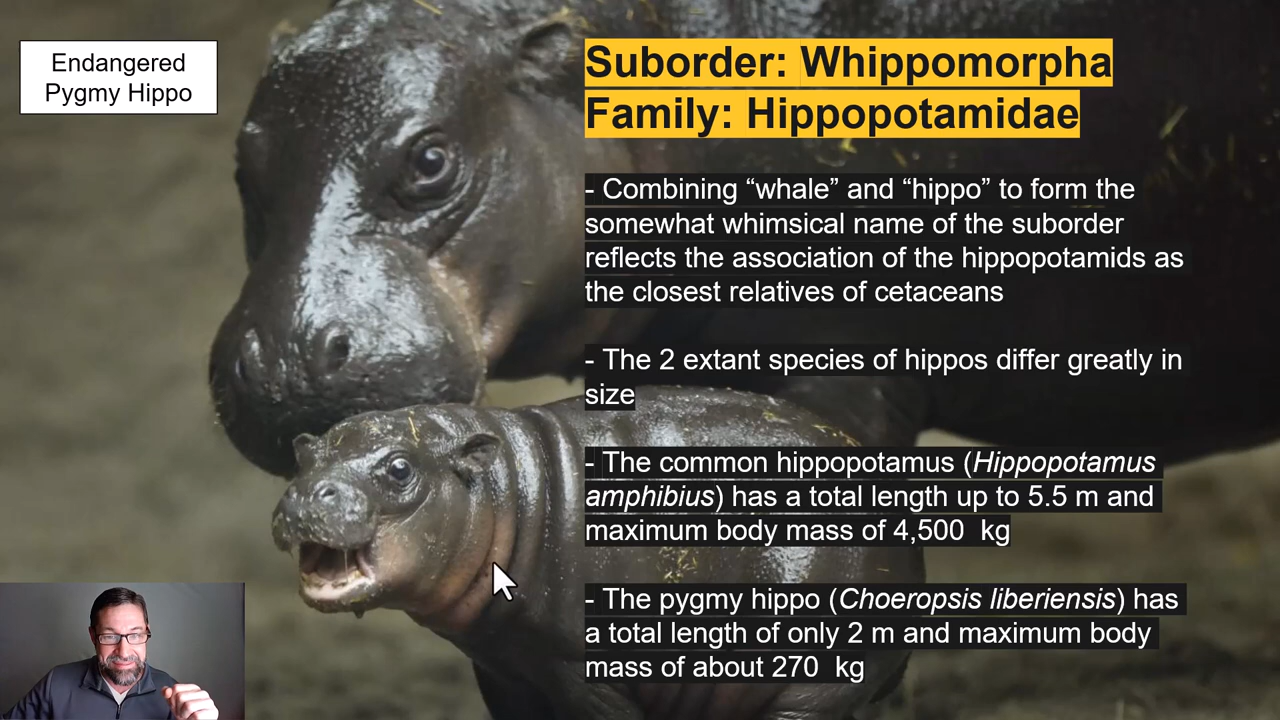 Endangered
Pygmy Hippo
Suborder: Whippomorpha
Family: Hippopotamidae
- Combining “whale” and “hippo” to form the
somewhat whimsical name of the suborder
reflects the association of the hippopotamids as
the closest relatives of cetaceans
- The 2 extant species of hippos differ greatly in
size
- The common hippopotamus (Hippopotamus
amphibius) has a total length up to 5.5 m and
maximum body mass of 4,500  kg
- The pygmy hippo (Choeropsis liberiensis) has
a total length of only 2 m and maximum body
mass of about 270  kg